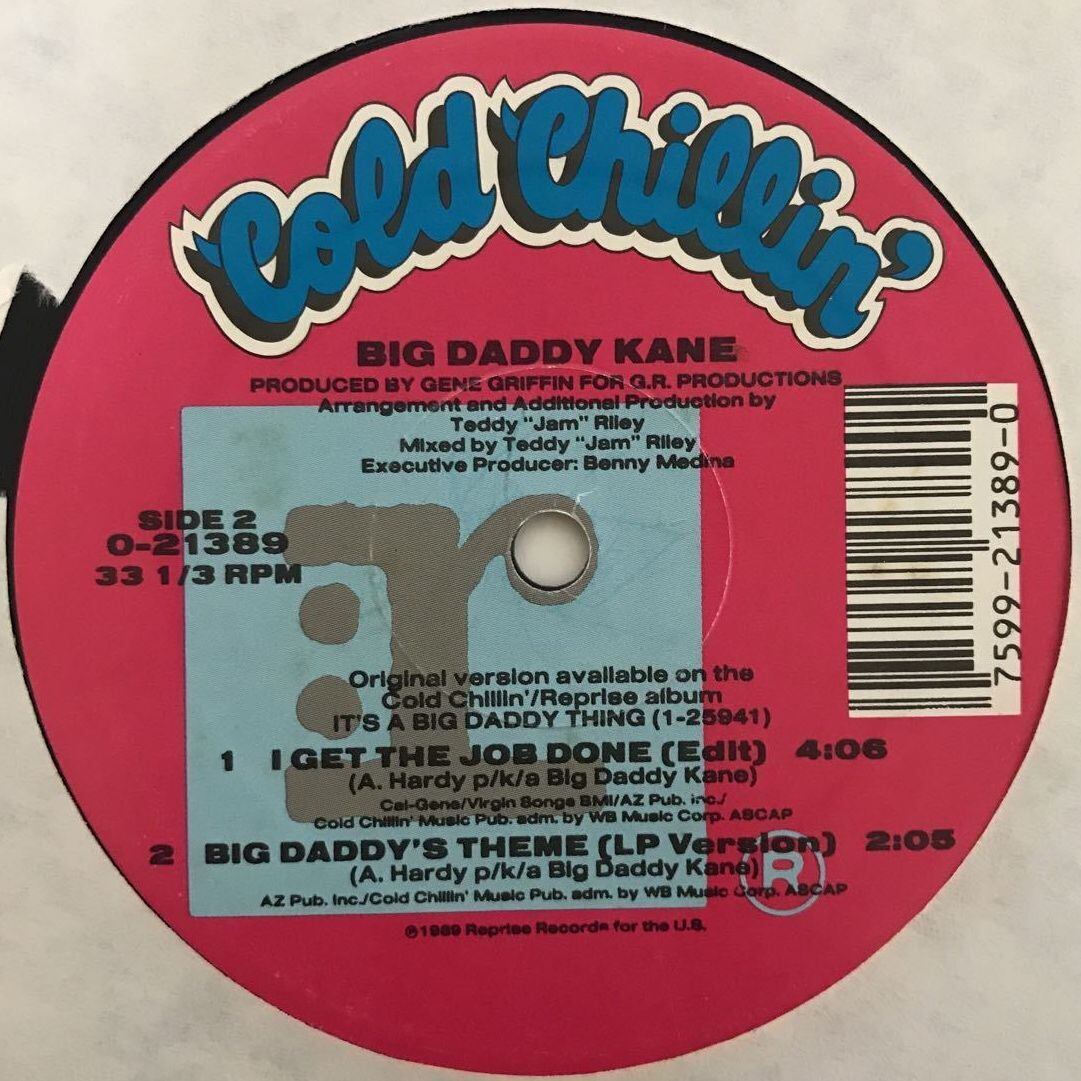 Cold Chillin'
BIG DADDY KANE
PRODUCED BY GENE GRIFFIN FOR G.R. PRODUCTIONS
Arrangement and Additional Production by
Teddy "Jam" Riley
Mixed by Teddy "Jam" Riley
Executive Producer: Benny Medina
SIDE 2
0-21389
33 1/3 RPM
7599-21389-0
r
Original version available on the
Cold Chillin'/Reprise album
IT'S A BIG DADDY THING (1-25941)
1 I GET THE JOB DONE (Edit) 4:06
(A. Hardy p/k/a Big Daddy Kane)
Cal-Gene/Virgin Songs BMI/AZ Pub. Inc./
Cold Chillin' Music Pub. adm. by WB Music Corp. ASCAP
2 BIG DADDY'S THEME (LP Version) 2:05
(A. Hardy p/k/a Big Daddy Kane)
AZ Pub. Inc./Cold Chillin' Music Pub. adm. by WB Music Corp. ASCAP
®
℗1989 Reprise Records for the U.S.